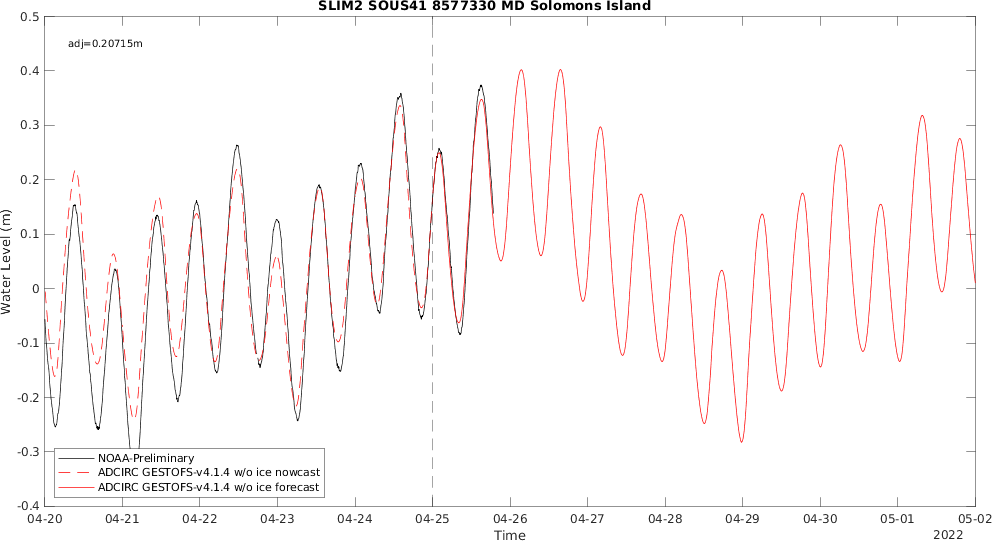 SLIM2 SOUS41 8577330 MD Solomons Island
adj=0.20715m
Water Level (m)
0.5
0.4
0.3
0.2
0.1
0
-0.1
-0.2
-0.3
-0.4
NOAA-Preliminary
ADCIRC GESTOFS-v4.1.4 w/o ice nowcast
ADCIRC GESTOFS-v4.1.4 w/o ice forecast
04-20 04-21 04-22 04-23 04-24 04-25 04-26 04-27 04-28 04-29 04-30 05-01 05-02
Time
2022